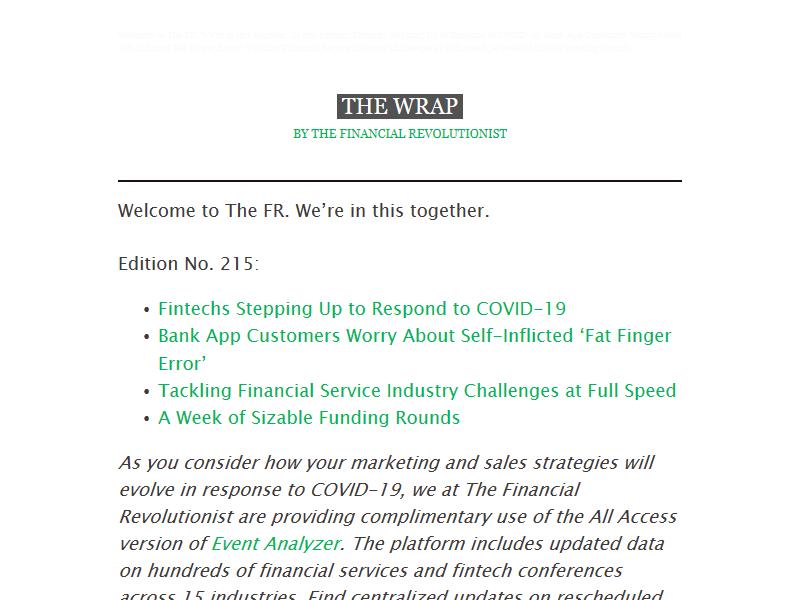 THE WRAP
BY THE FINANCIAL REVOLUTIONIST
Welcome to The FR. We’re in this together.
Edition No. 215:
• Fintechs Stepping Up to Respond to COVID-19
• Bank App Customers Worry About Self-Inflicted ‘Fat Finger
Error’
• Tackling Financial Service Industry Challenges at Full Speed
• A Week of Sizable Funding Rounds
As you consider how your marketing and sales strategies will
evolve in response to COVID-19, we at The Financial
Revolutionist are providing complimentary use of the All Access
version of Event Analyzer. The platform includes updated data
on hundreds of financial services and fintech conferences
across 15 industries. Find centralized updates on rescheduled,